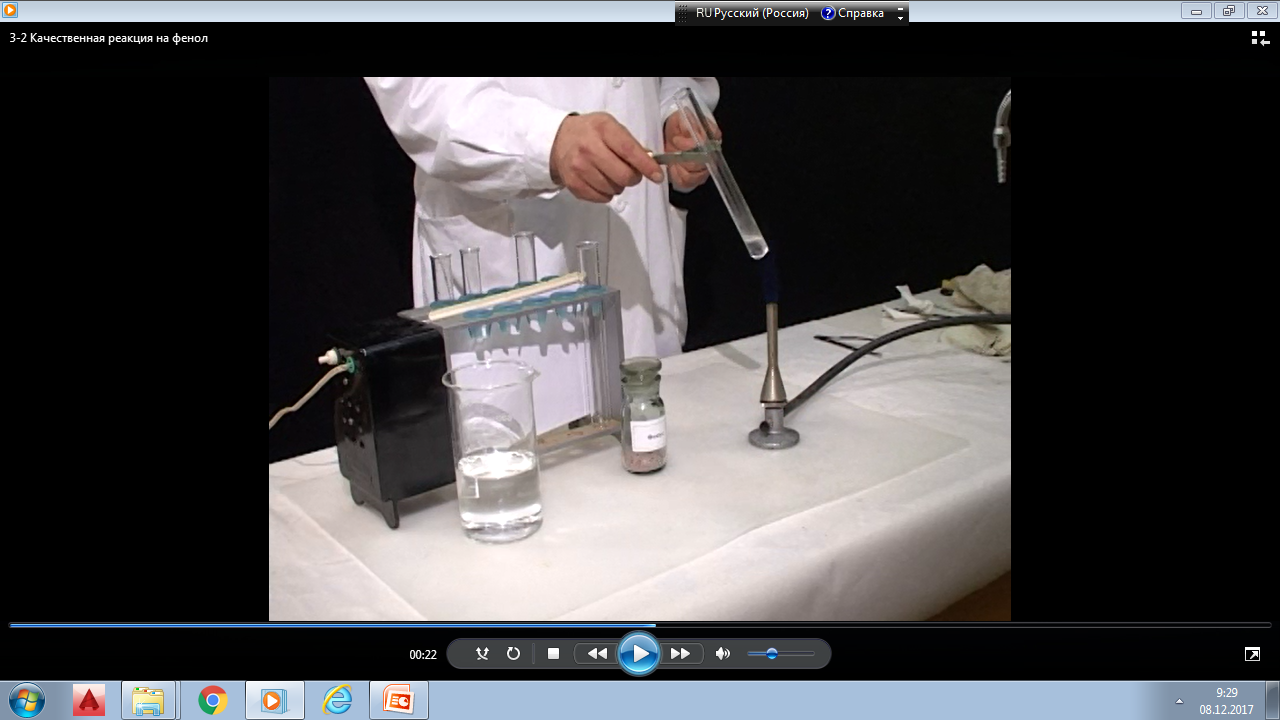 RU Русский (Россия) Справка
3-2 Качественная реакция на фенол
00:22
9:29
08.12.2017